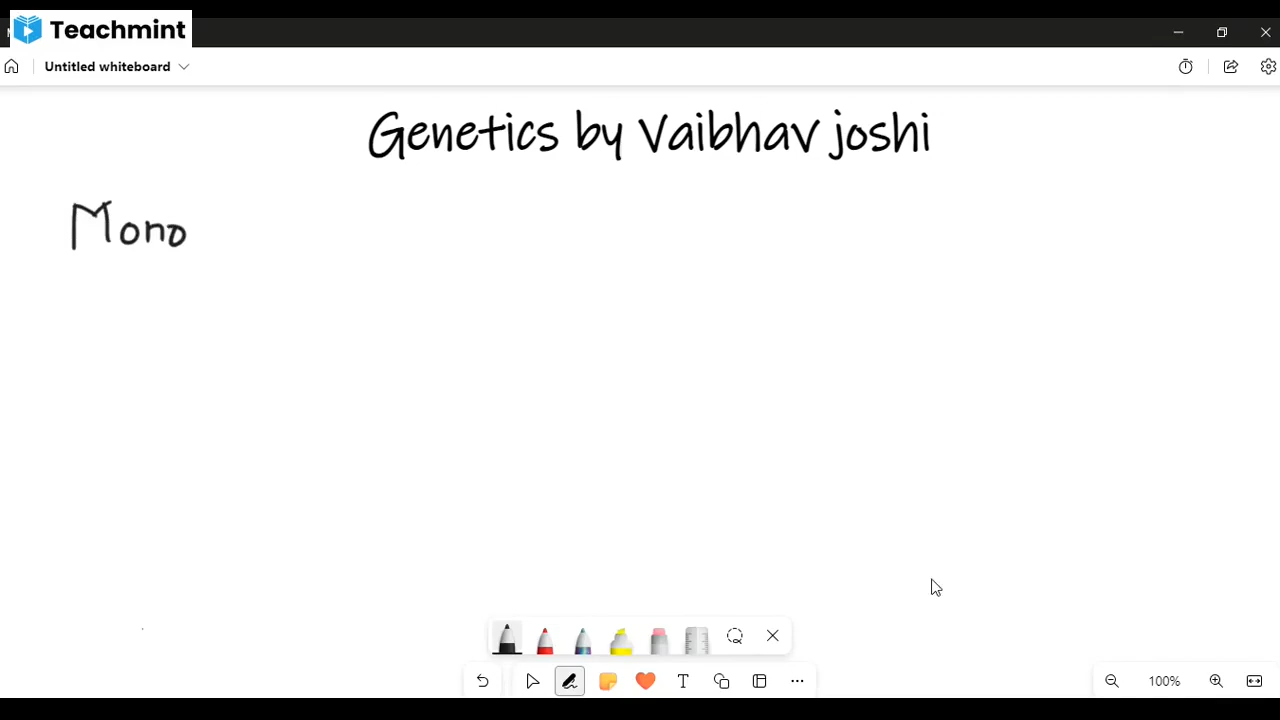 Teachmint
Untitled whiteboard
Genetics by Vaibhav joshi
Mono
100%